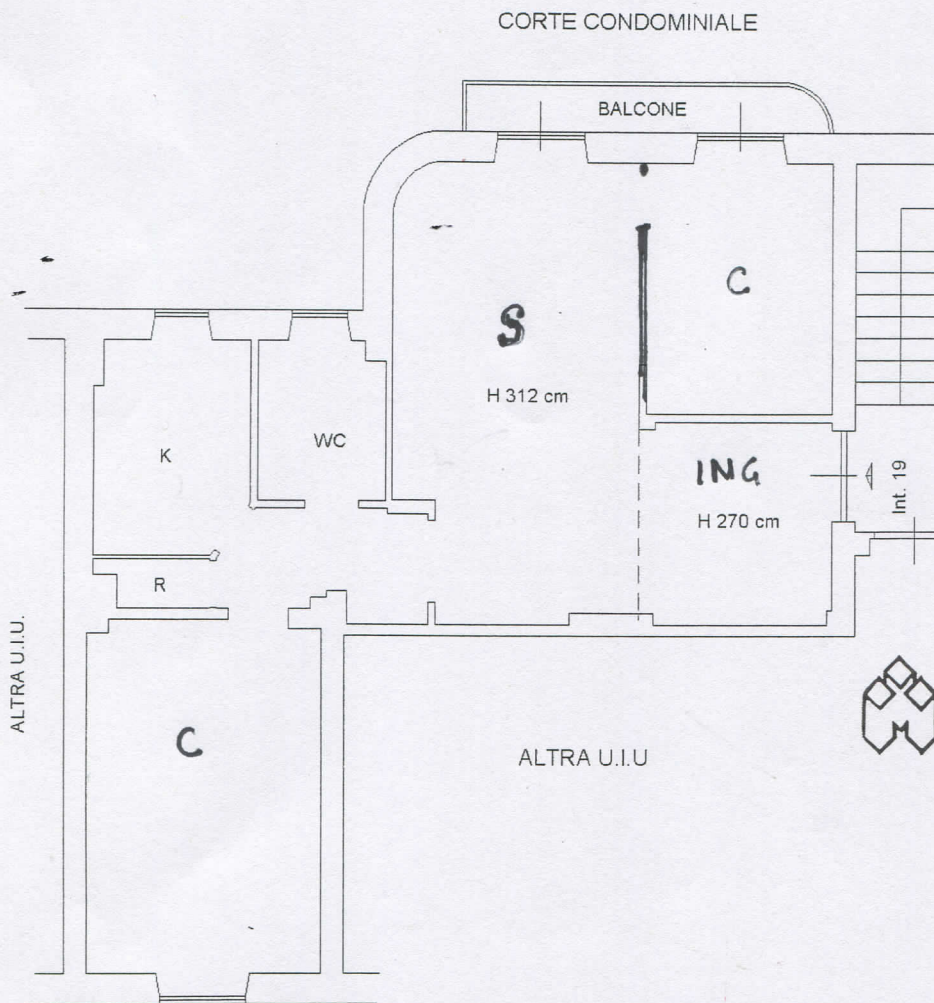 CORTE CONDOMINIALE
BALCONE
C
S
H 312 cm
K
WC
ING
H 270 cm
Int. 19
R
ALTRA U.I.U.
C
ALTRA U.I.U